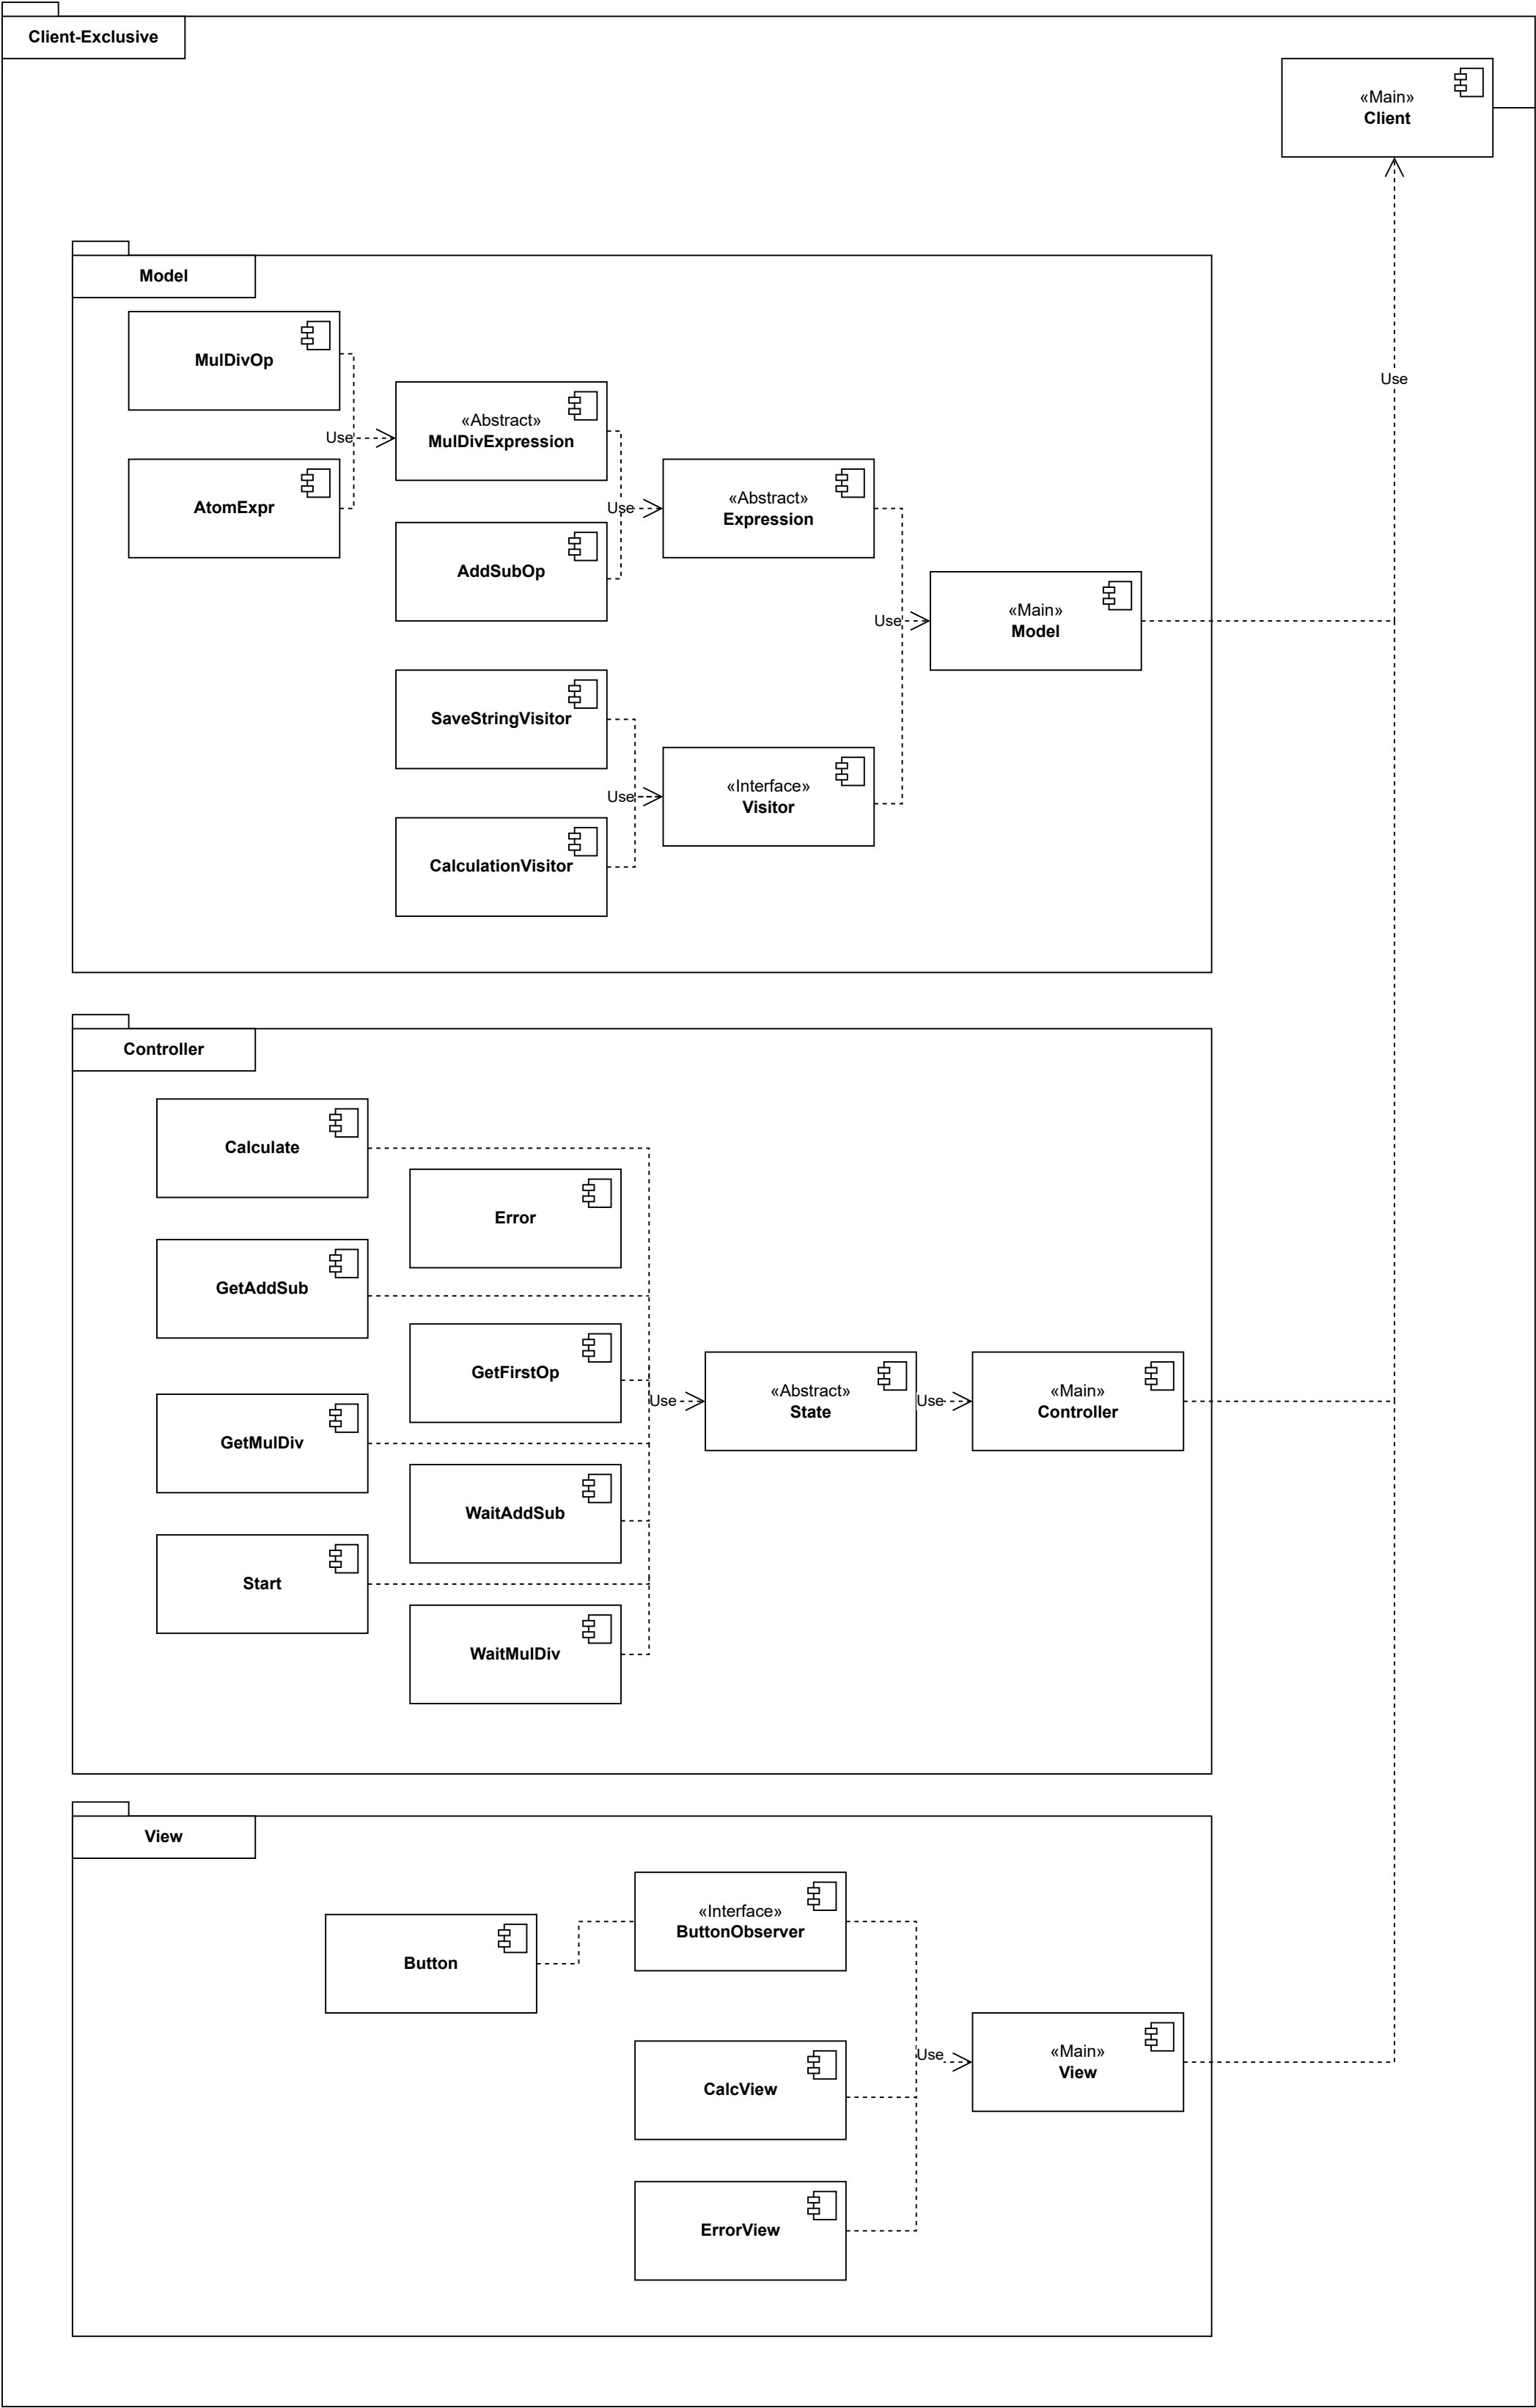 Client-Exclusive
«Main»
Client
Use
Model
MulDivOp
AtomExpr
Use
«Abstract»
MulDivExpression
AddSubOp
Use
«Abstract»
Expression
SaveStringVisitor
CalculationVisitor
Use
«Interface»
Visitor
Use
«Main»
Model
Controller
Calculate
Error
GetAddSub
GetFirstOp
GetMulDiv
WaitAddSub
Start
WaitMulDiv
Use
«Abstract»
State
Use
«Main»
Controller
View
Button
«Interface»
ButtonObserver
CalcView
ErrorView
Use
«Main»
View